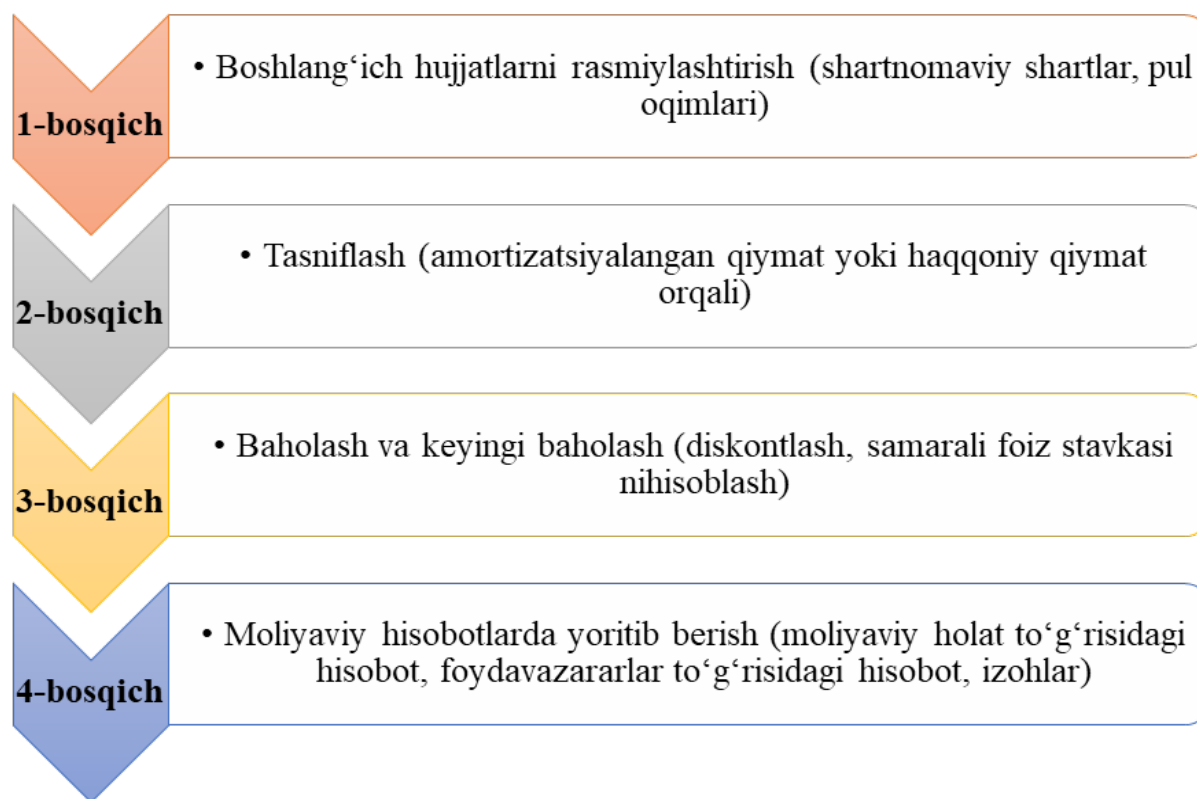 1-bosqich
• Boshlang‘ich hujjatlarni rasmiylashtirish (shartnomaviy shartlar, pul
oqimlari)
2-bosqich
• Tasniflash (amortizatsiyalangan qiymat yoki haqqoniy qiymat
orqali)
3-bosqich
• Baholash va keyingi baholash (diskontlash, samarali foiz stavkasi
nihisoblash)
4-bosqich
• Moliyaviy hisobotlarda yoritib berish (moliyaviy holat to‘g‘risidagi
hisobot, foydavazararlar to‘g‘risidagi hisobot, izohlar)